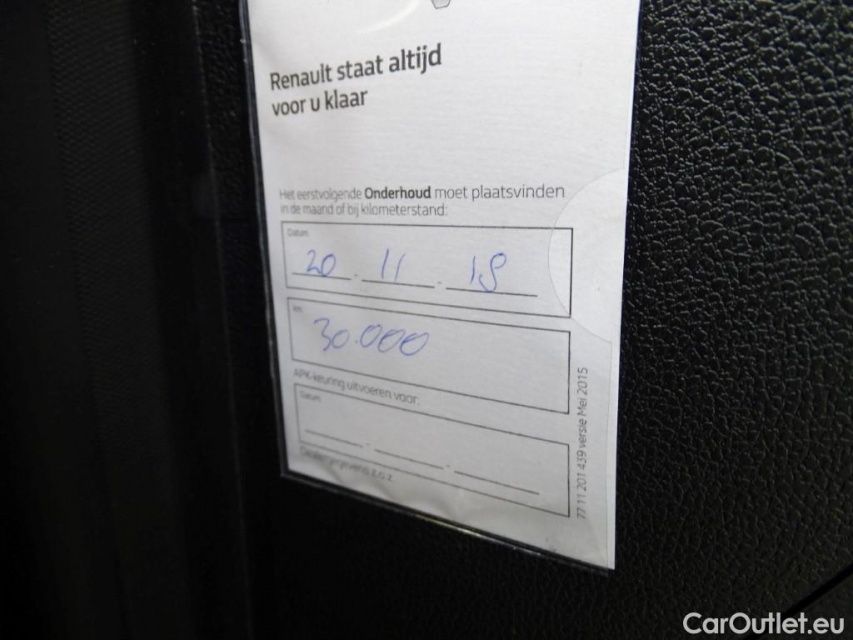 Renault staat altijd
voor u klaar
Het eerstvolgende Onderhoud moet plaatsvinden
in de maand of bij kilometerstand:
Datum
20 . 11 . 18
km
30.000
APK-keuring uitvoeren voor:
Datum
Dealergegevens z.o.z.
77 11 201 439 versie Mei 2015
CarOutlet.eu